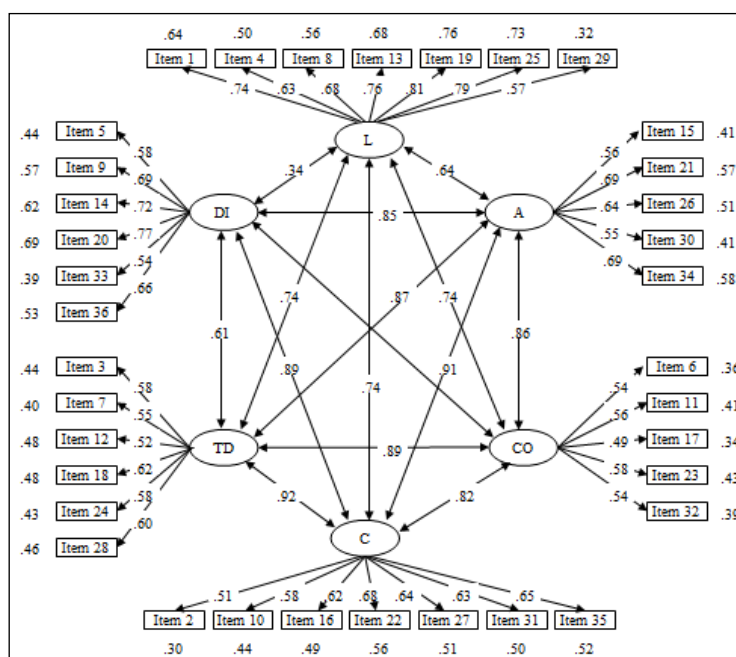 .64 .50 .56 .68 .76 .73 .32
Item 1 Item 4 Item 8 Item 13 Item 19 Item 25 Item 29
.74 .63 .68 .76 .81 .79 .57
L
.44 Item 5 .58
.57 Item 9 .69
.62 Item 14 .72
.69 Item 20 .77
.39 Item 33 .54
.53 Item 36 .66
DI
.56 Item 15 .41
.69 Item 21 .57
.64 Item 26 .51
.55 Item 30 .41
.69 Item 34 .58
A
.34 .64
.85
.74 .87 .74
.61 .89 .74 .91 .86
.44 Item 3 .58
.40 Item 7 .55
.48 Item 12 .52
.48 Item 18 .62
.43 Item 24 .58
.46 Item 28 .60
TD
.54 Item 6 .36
.56 Item 11 .41
.49 Item 17 .34
.58 Item 23 .43
.54 Item 32 .39
CO
.89
.92 .82
C
.51 .58 .62 .68 .64 .63 .65
Item 2 Item 10 Item 16 Item 22 Item 27 Item 31 Item 35
.30 .44 .49 .56 .51 .50 .52